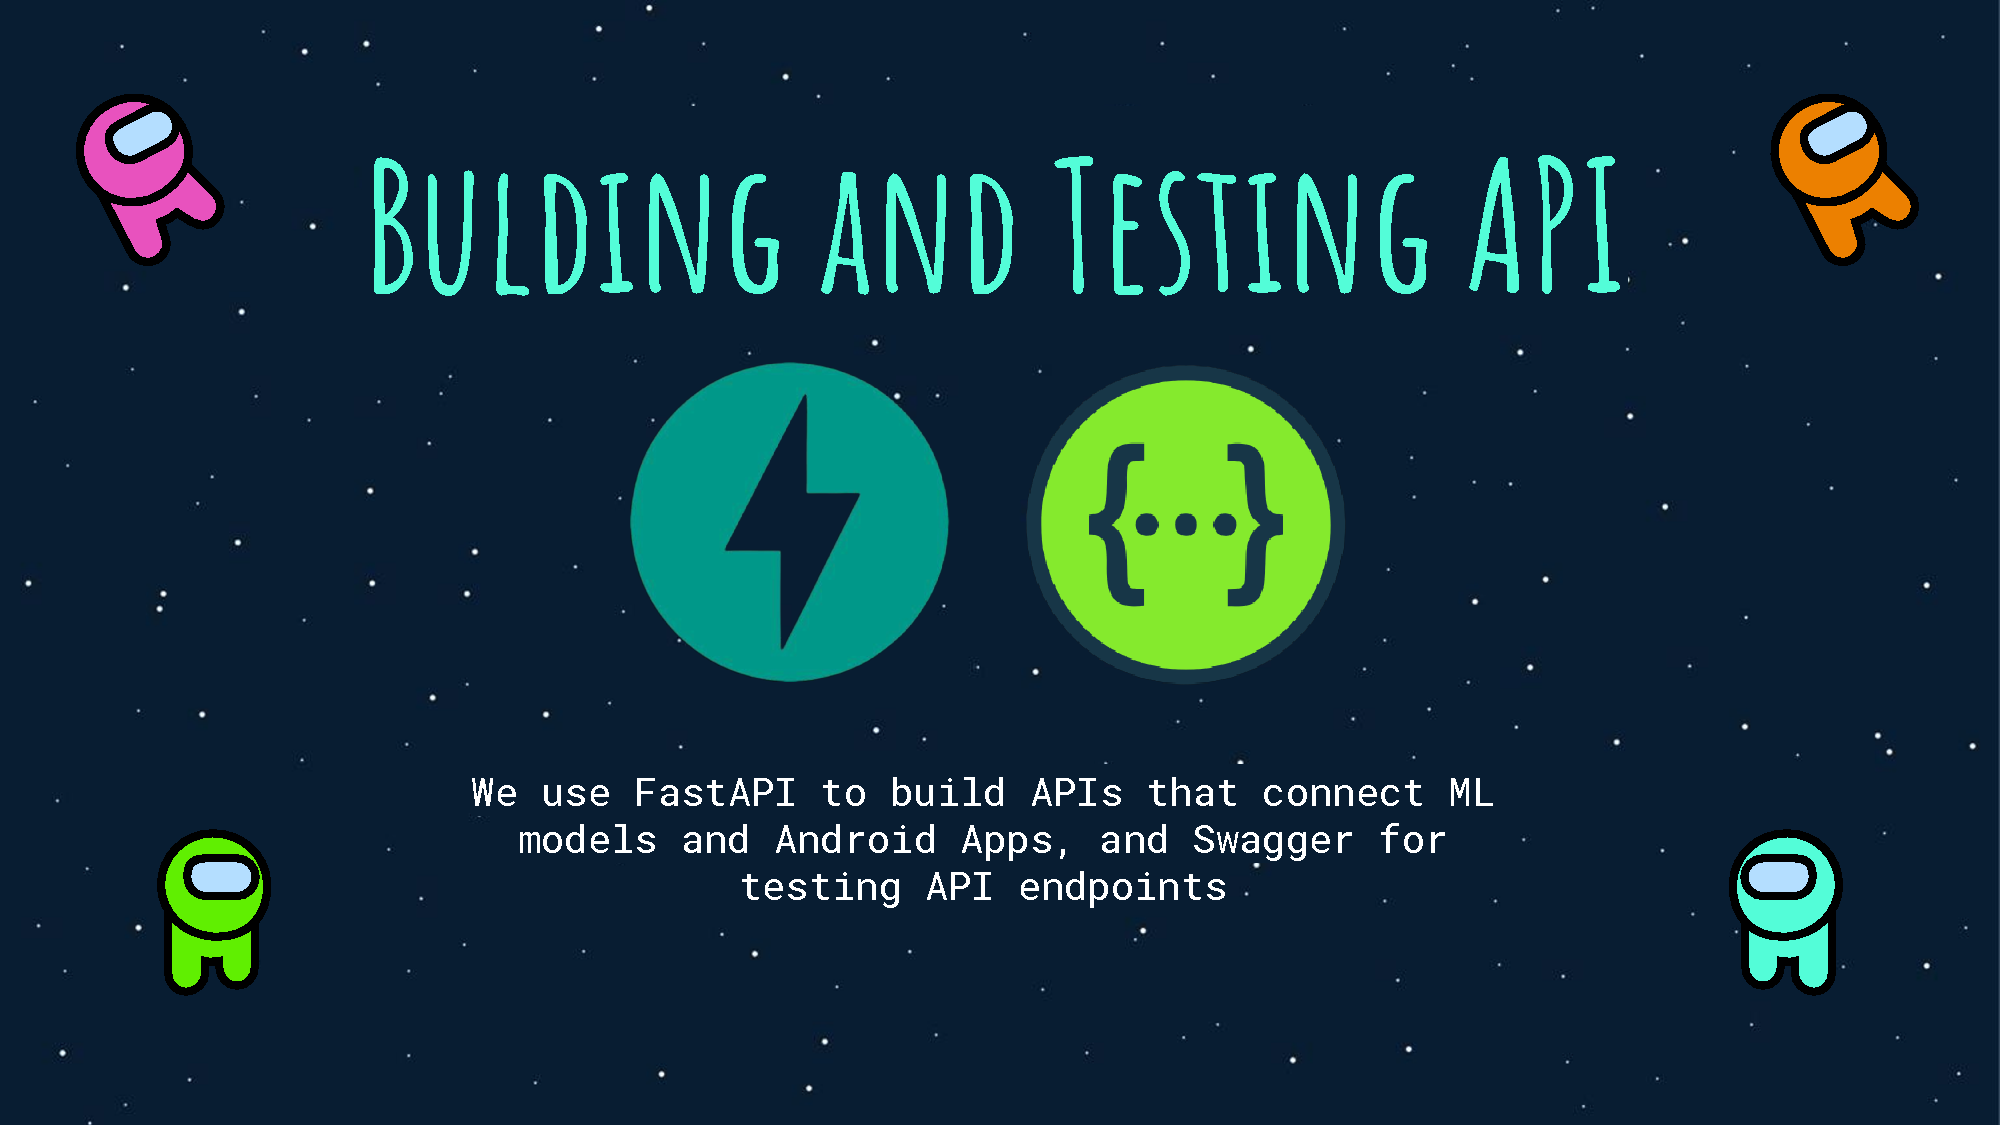 BULDING AND TESTING API
{...}
We use FastAPI to build APIs that connect ML
models and Android Apps, and Swagger for
testing API endpoints